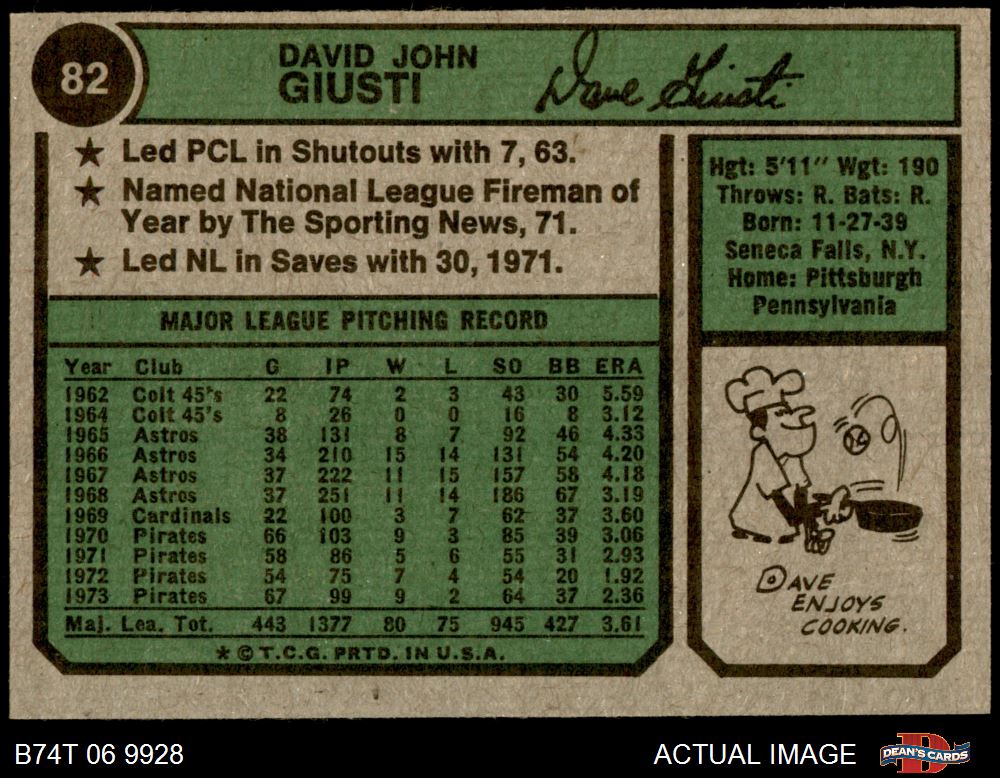 82
DAVID JOHN
GIUSTI
Dave Giusti
★ Led PCL in Shutouts with 7, 63.
★ Named National League Fireman of
Year by The Sporting News, 71.
★ Led NL in Saves with 30, 1971.
Hgt: 5'11" Wgt: 190
Throws: R. Bats: R.
Born: 11-27-39
Seneca Falls, N.Y.
Home: Pittsburgh
Pennsylvania
MAJOR LEAGUE PITCHING RECORD
Year Club G IP W L SO BB ERA
1962 Colt 45's 22 74 2 3 43 30 5.59
1964 Colt 45's 8 26 0 0 16 8 3.12
1965 Astros 38 131 8 7 92 46 4.33
1966 Astros 34 210 15 14 131 54 4.20
1967 Astros 37 222 11 15 157 58 4.18
1968 Astros 37 251 11 14 186 67 3.19
1969 Cardinals 22 100 3 7 62 37 3.60
1970 Pirates 66 103 9 3 85 39 3.06
1971 Pirates 58 86 5 6 55 31 2.93
1972 Pirates 54 75 7 4 54 20 1.92
1973 Pirates 67 99 9 2 64 37 2.36
Maj. Lea. Tot. 443 1377 80 75 945 427 3.61
★ © T.C.G. PRTD. IN U.S.A.
DAVE
ENJOYS
COOKING.
B74T 06 9928
ACTUAL IMAGE
DEAN'S CARDS